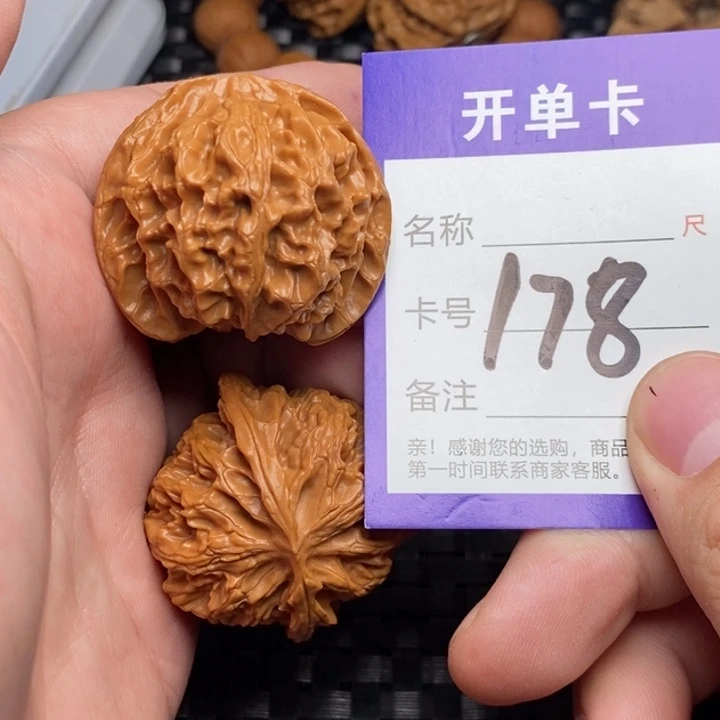 开单卡
名称 尺
卡号 178
备注
亲！感谢您的选购，商品
第一时间联系商家客服。